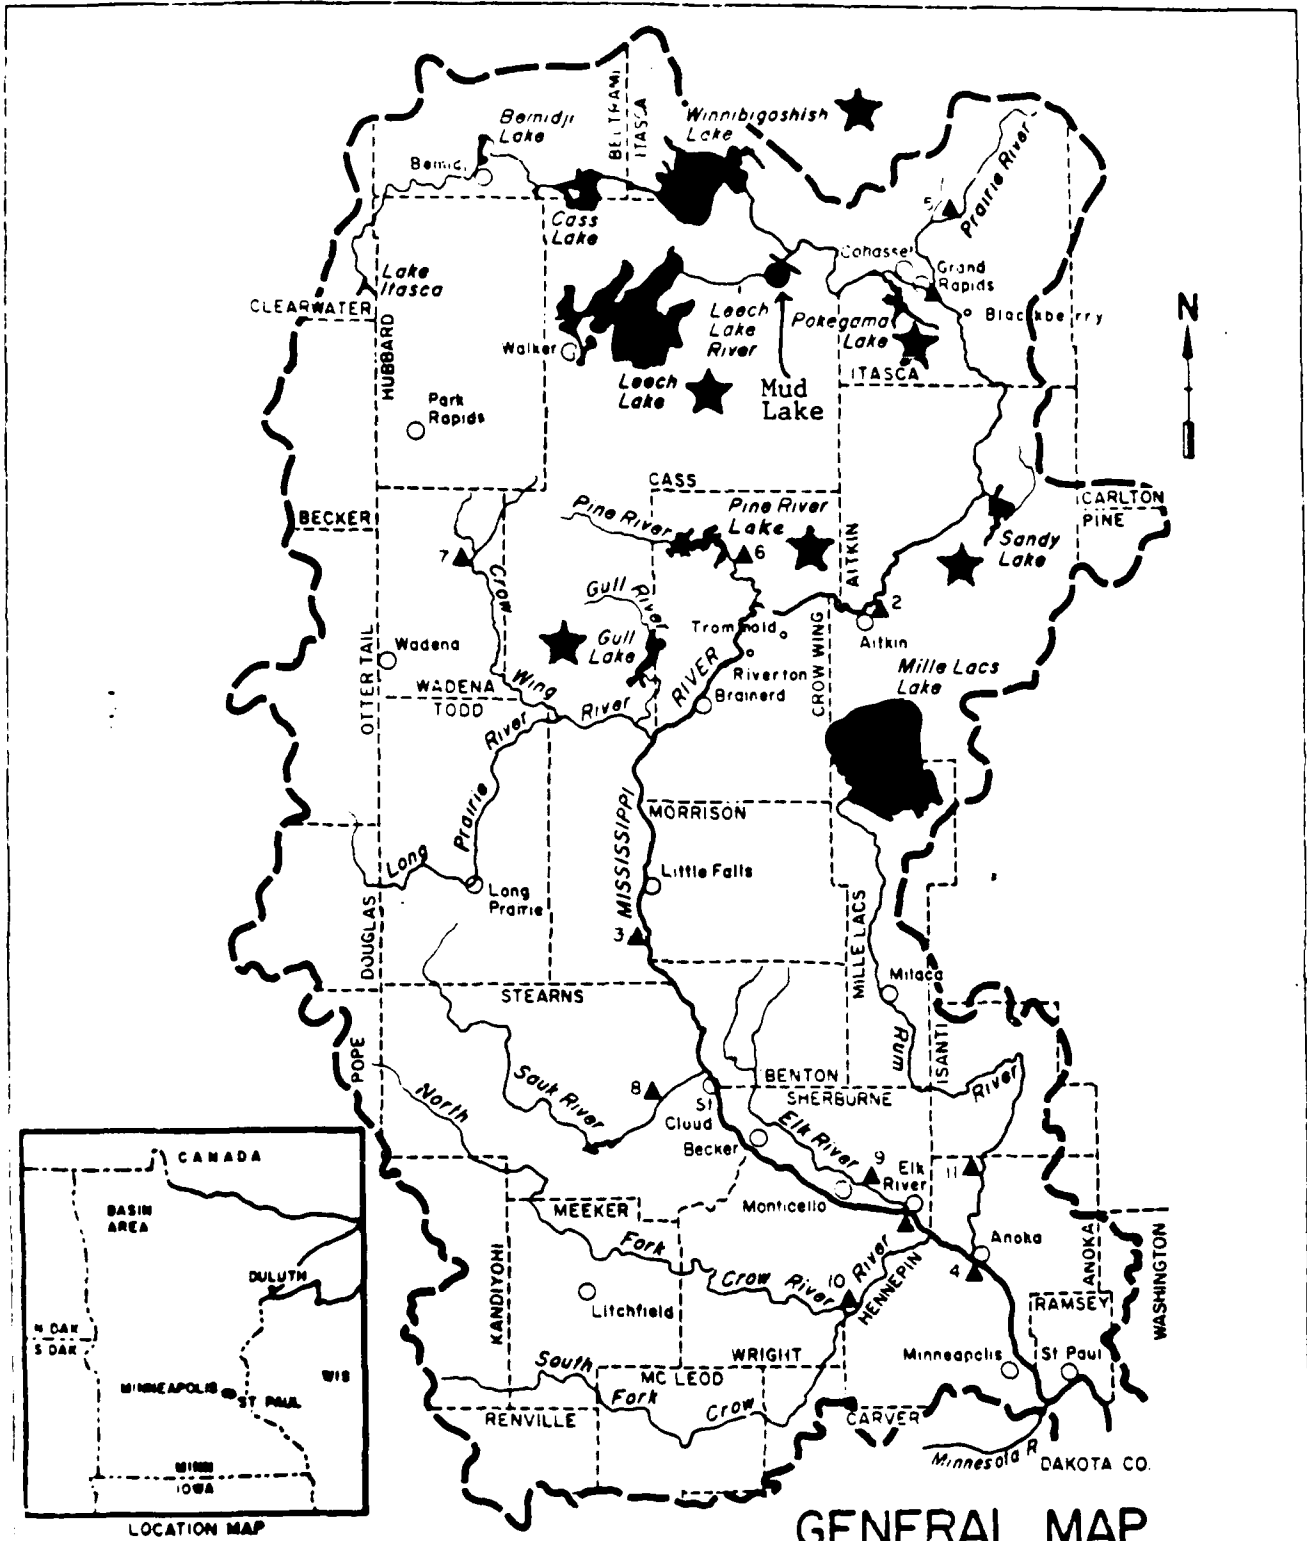 Bemidji
Lake
BELTRAMI
ITASCA
Winnibigoshish
Lake
Prairie River
5
Cass
Lake
Lake
Itasca
CLEARWATER
HUBBARD
Cohasset
Grand
Rapids
Blackberry
Leech
Lake
River
Pokegama
Lake
N
Walker
ITASCA
Leech
Lake
Mud
Lake
Park
Rapids
CASS
CARLTON
PINE
BECKER
Pine River
Pine River
Lake
AITKIN
Sandy
Lake
7
6
Crow
Gull
River
2
Aitkin
OTTER TAIL
Wadena
Gull
Lake
Riverton
CROW WING
Mille Lacs
Lake
WADENA
TODD
Wing
River
RIVER
Brainerd
River
Prairie
Long
MISSISSIPPI
MORRISON
Little Falls
Long
Prairie
DOUGLAS
3
MILLE LACS
Milaca
STEARNS
Rum
ISANTI
River
POPE
North
Sauk River
8
BENTON
SHERBURNE
St
Cloud
Becker
Elk River
9
Elk
River
11
CANADA
BASIN
AREA
DULUTH
N DAK
S DAK
MINNEAPOLIS
ST PAUL
WIS
MINN
IOWA
LOCATION MAP
MEEKER
Monticello
Fork
Crow River
River
10
HENNEPIN
Anoka
4
ANOKA
WASHINGTON
KANDIYOHI
Litchfield
RAMSEY
WRIGHT
Minneapolis
St Paul
South
Fork
MC LEOD
Crow
RENVILLE
CARVER
Minnesota R
DAKOTA CO.
GENERAL MAP